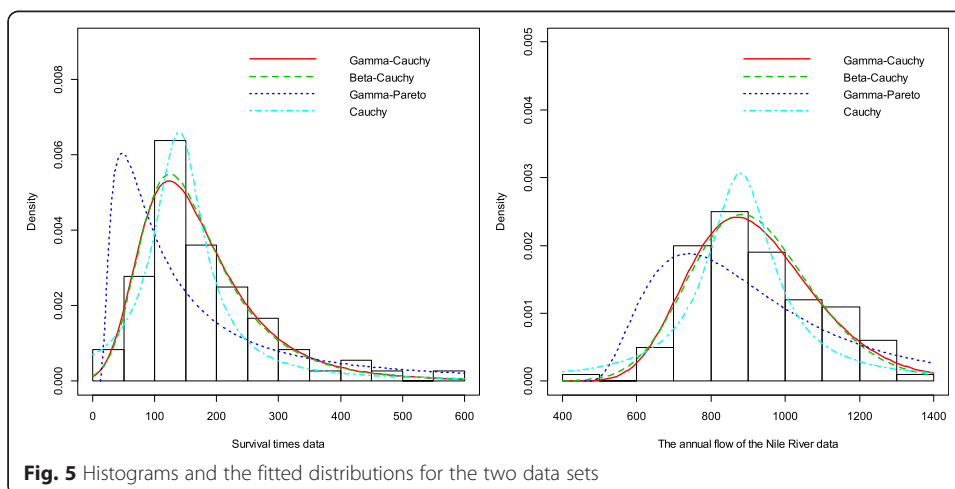 Gamma-Cauchy
Beta-Cauchy
Gamma-Pareto
Cauchy
Density
0.008
0.006
0.004
0.002
0.000
0 100 200 300 400 500 600
Survival times data
Gamma-Cauchy
Beta-Cauchy
Gamma-Pareto
Cauchy
Density
0.005
0.004
0.003
0.002
0.001
0.000
400 600 800 1000 1200 1400
The annual flow of the Nile River data
Fig. 5 Histograms and the fitted distributions for the two data sets